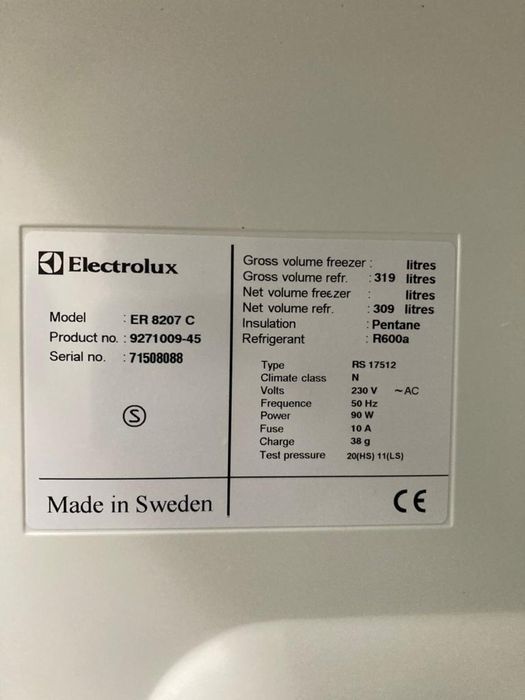 Electrolux
Model : ER 8207 C
Product no. : 9271009-45
Serial no. : 71508088
S
Made in Sweden
Gross volume freezer : litres
Gross volume refr. : 319 litres
Net volume freezer : litres
Net volume refr. : 309 litres
Insulation : Pentane
Refrigerant : R600a
Type RS 17512
Climate class N
Volts 230 V ~AC
Frequence 50 Hz
Power 90 W
Fuse 10 A
Charge 38 g
Test pressure 20(HS) 11(LS)
CE